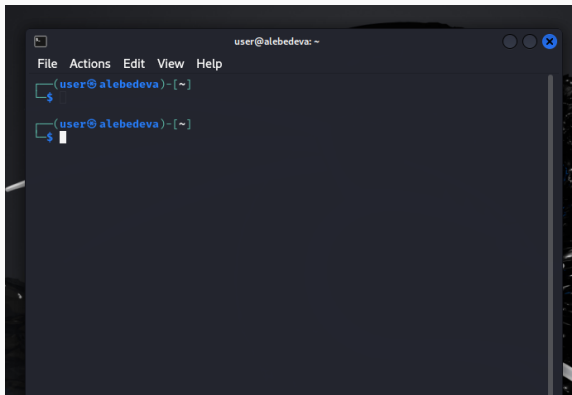 user@alebedeva: ~
File Actions Edit View Help
┌──(user㉿alebedeva)-[~]
└─$
┌──(user㉿alebedeva)-[~]
└─$